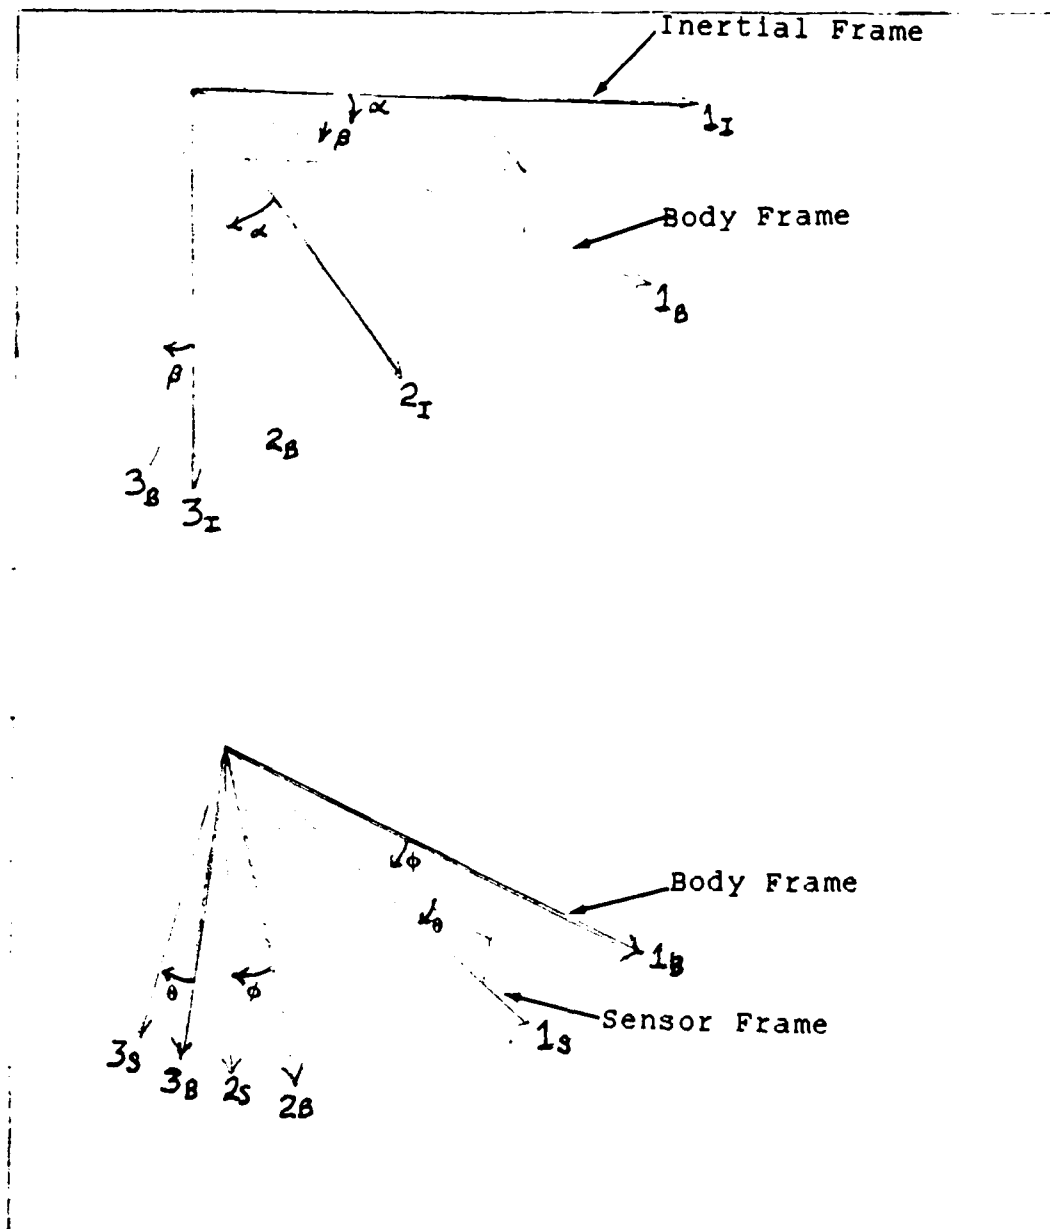 Inertial Frame
α
1I
β
Body Frame
α
1B
β
2I
2B
3B
3I
φ
Body Frame
θ
1B
θ
φ
Sensor Frame
1S
3S
3B
2S
2B